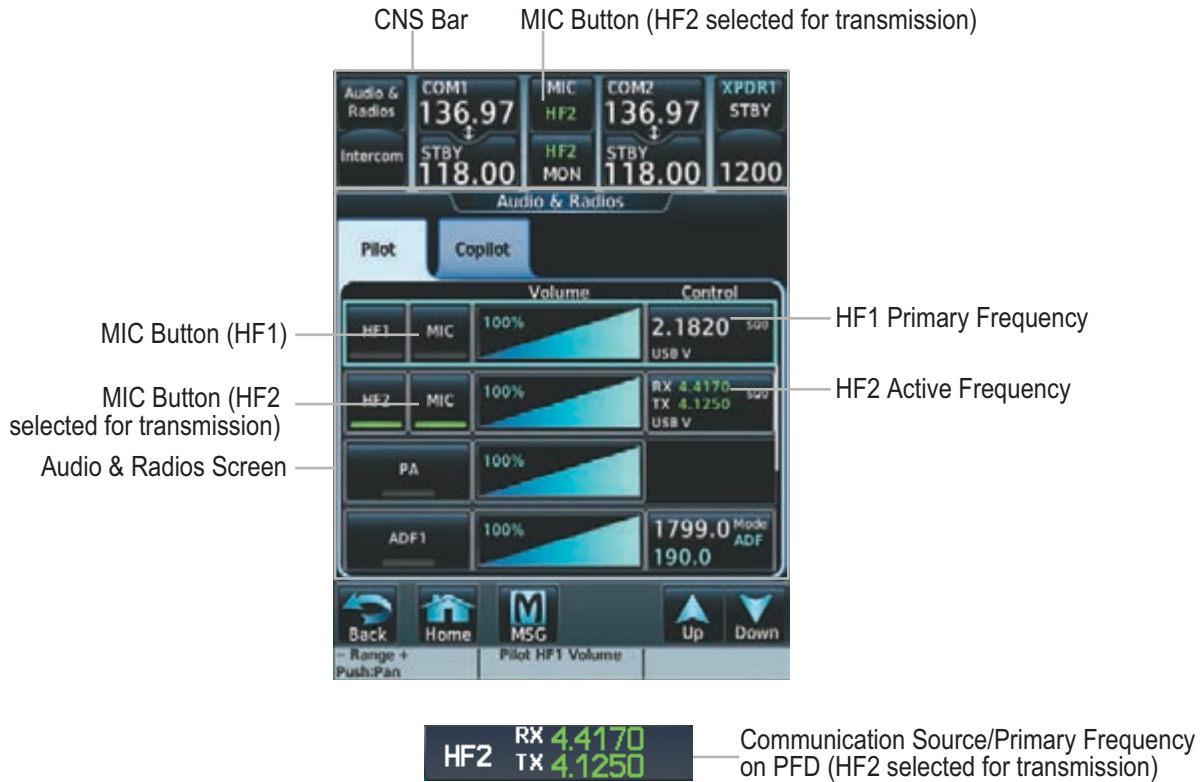 CNS Bar
MIC Button (HF2 selected for transmission)
Audio & Radios
COM1
136.97
MIC
HF2
COM2
136.97
XPDR1
STBY
Intercom
STBY
118.00
HF2
MON
STBY
118.00
1200
Audio & Radios
Pilot
Copilot
Volume
Control
MIC Button (HF1)
HF1
MIC
100%
2.1820 SQ0
USB V
HF1 Primary Frequency
MIC Button (HF2
selected for transmission)
HF2
MIC
100%
RX 4.4170 SQ0
TX 4.1250
USB V
HF2 Active Frequency
Audio & Radios Screen
PA
100%
ADF1
100%
1799.0 Mode
190.0 ADF
Back
Home
MSG
Up
Down
- Range +
Push:Pan
Pilot HF1 Volume
HF2
RX 4.4170
TX 4.1250
Communication Source/Primary Frequency
on PFD (HF2 selected for transmission)